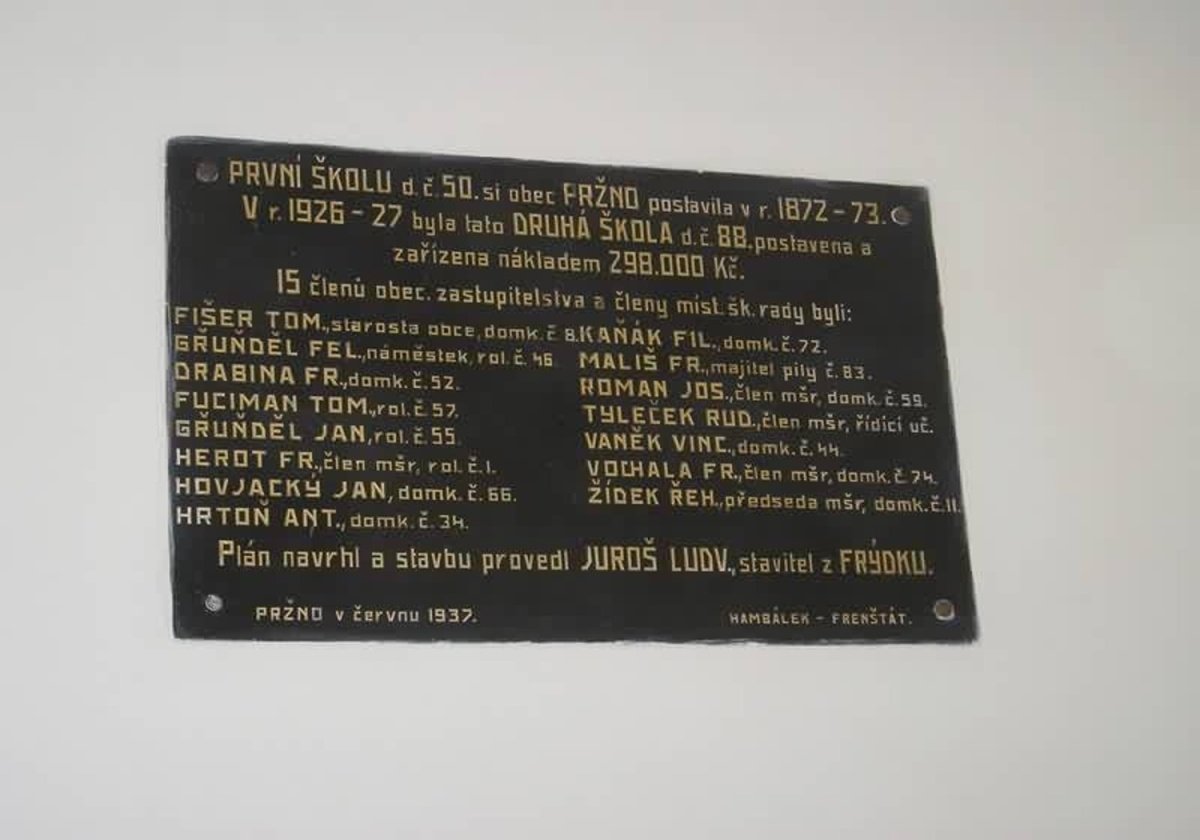 PRVNÍ ŠKOLU d.č.50.si obec PRŽNO postavila v r. 1872-73.
V r. 1926-27 byla tato DRUHÁ ŠKOLA d.č.88.postavena a
zařízena nákladem 298.000 Kč.
15 členů obec. zastupitelstva a členy míst. šk. rady byli:
FIŠER TOM., starosta obce, domk. č 8.
GŘUŇDĚL FEL., náměstek, rol. č. 46
DRABINA FR., domk. č. 52.
FUCIMAN TOM., rol. č. 57.
GŘUŇDĚL JAN, rol. č. 55.
HEROT FR., člen mšr, rol. č. 1.
HOVJACKÝ JAN, domk. č. 66.
HRTOŇ ANT., domk. č. 34.
KAŇÁK FIL., domk. č. 72.
MALIŠ FR., majitel pily č. 83.
ROMAN JOS., člen mšr, domk. č. 59.
TYLEČEK RUD., člen mšr, řídící uč.
VANĚK VINC., domk. č. 44.
VOCHALA FR., člen mšr, domk. č. 74.
ŽÍDEK ŘEH., předseda mšr, domk. č. 11.
Plán navrhl a stavbu provedl JUROŠ LUDV., stavitel z FRÝDKU.
PRŽNO v červnu 1937.
HAMBÁLEK - FRENŠTÁT.